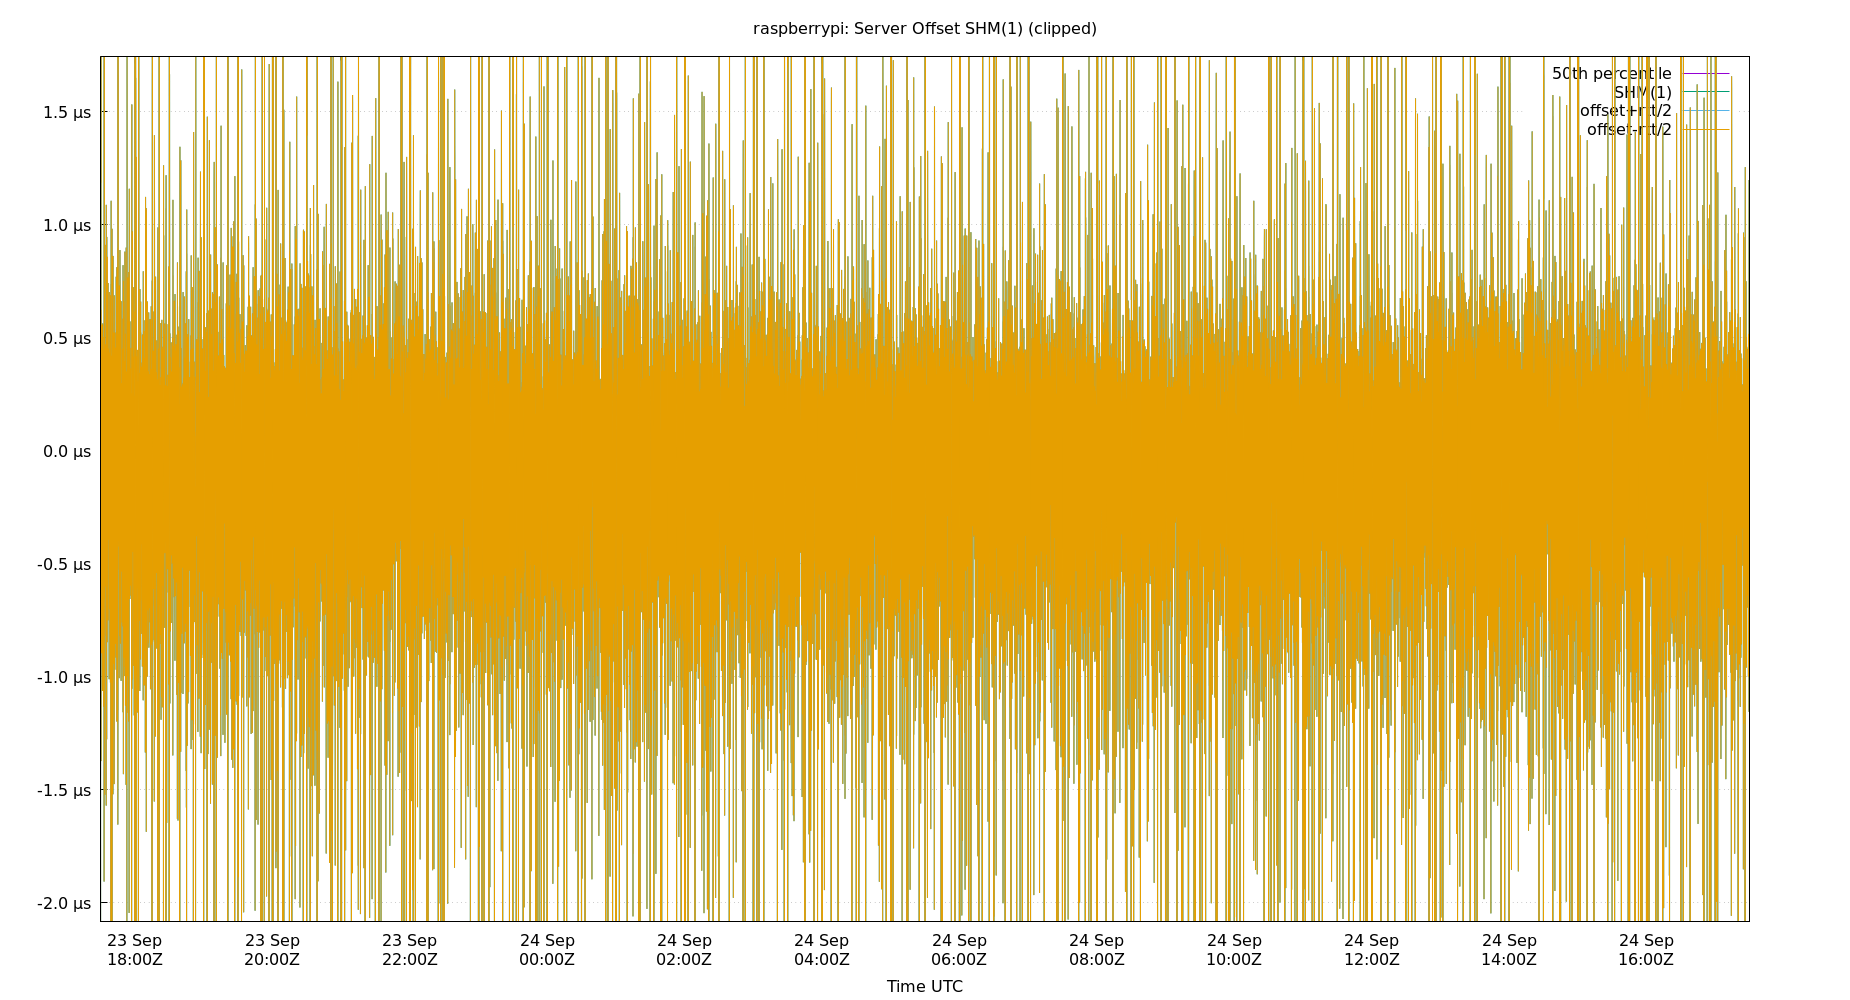 raspberrypi: Server Offset SHM(1) (clipped)
50th percentile
SHM(1)
offset+rtt/2
offset-rtt/2
1.5 µs
1.0 µs
0.5 µs
0.0 µs
-0.5 µs
-1.0 µs
-1.5 µs
-2.0 µs
23 Sep 23 Sep 23 Sep 24 Sep 24 Sep 24 Sep 24 Sep 24 Sep 24 Sep 24 Sep 24 Sep 24 Sep
18:00Z 20:00Z 22:00Z 00:00Z 02:00Z 04:00Z 06:00Z 08:00Z 10:00Z 12:00Z 14:00Z 16:00Z
Time UTC